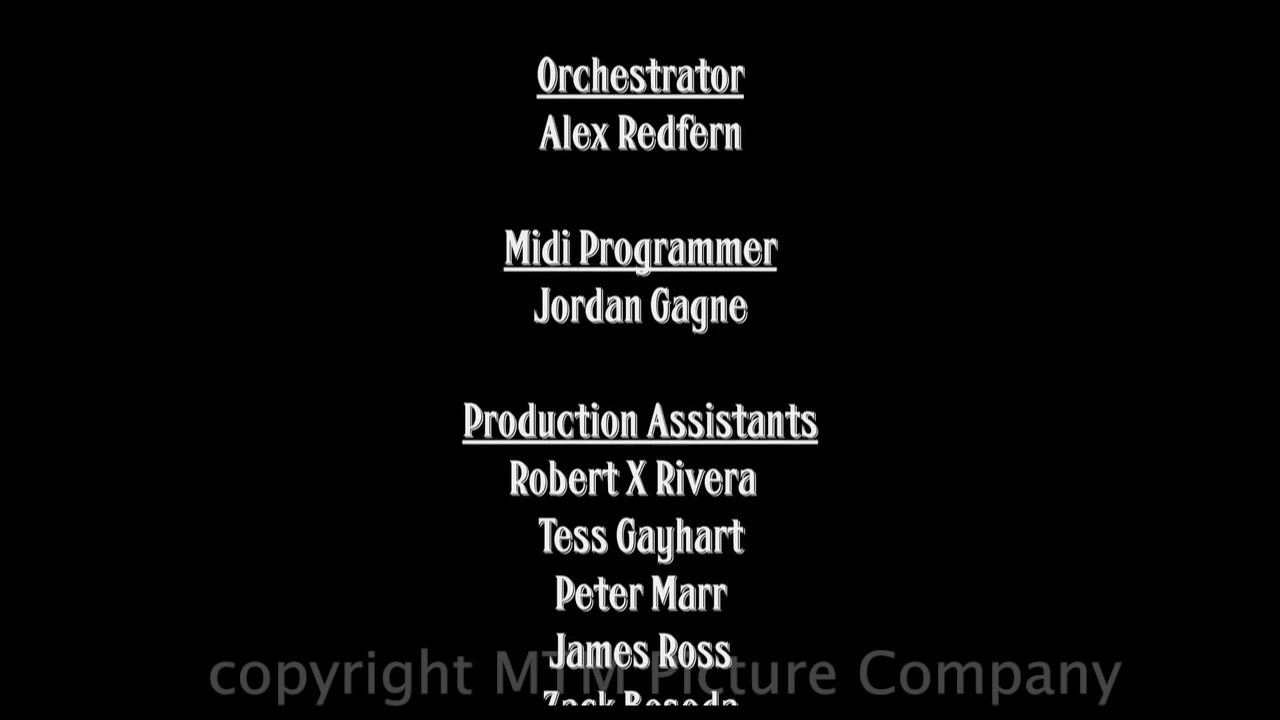 Orchestrator
Alex Redfern
Midi Programmer
Jordan Gagne
Production Assistants
Robert X Rivera
Tess Gayhart
Peter Marr
James Ross
copyright MTM Picture Company
Zack